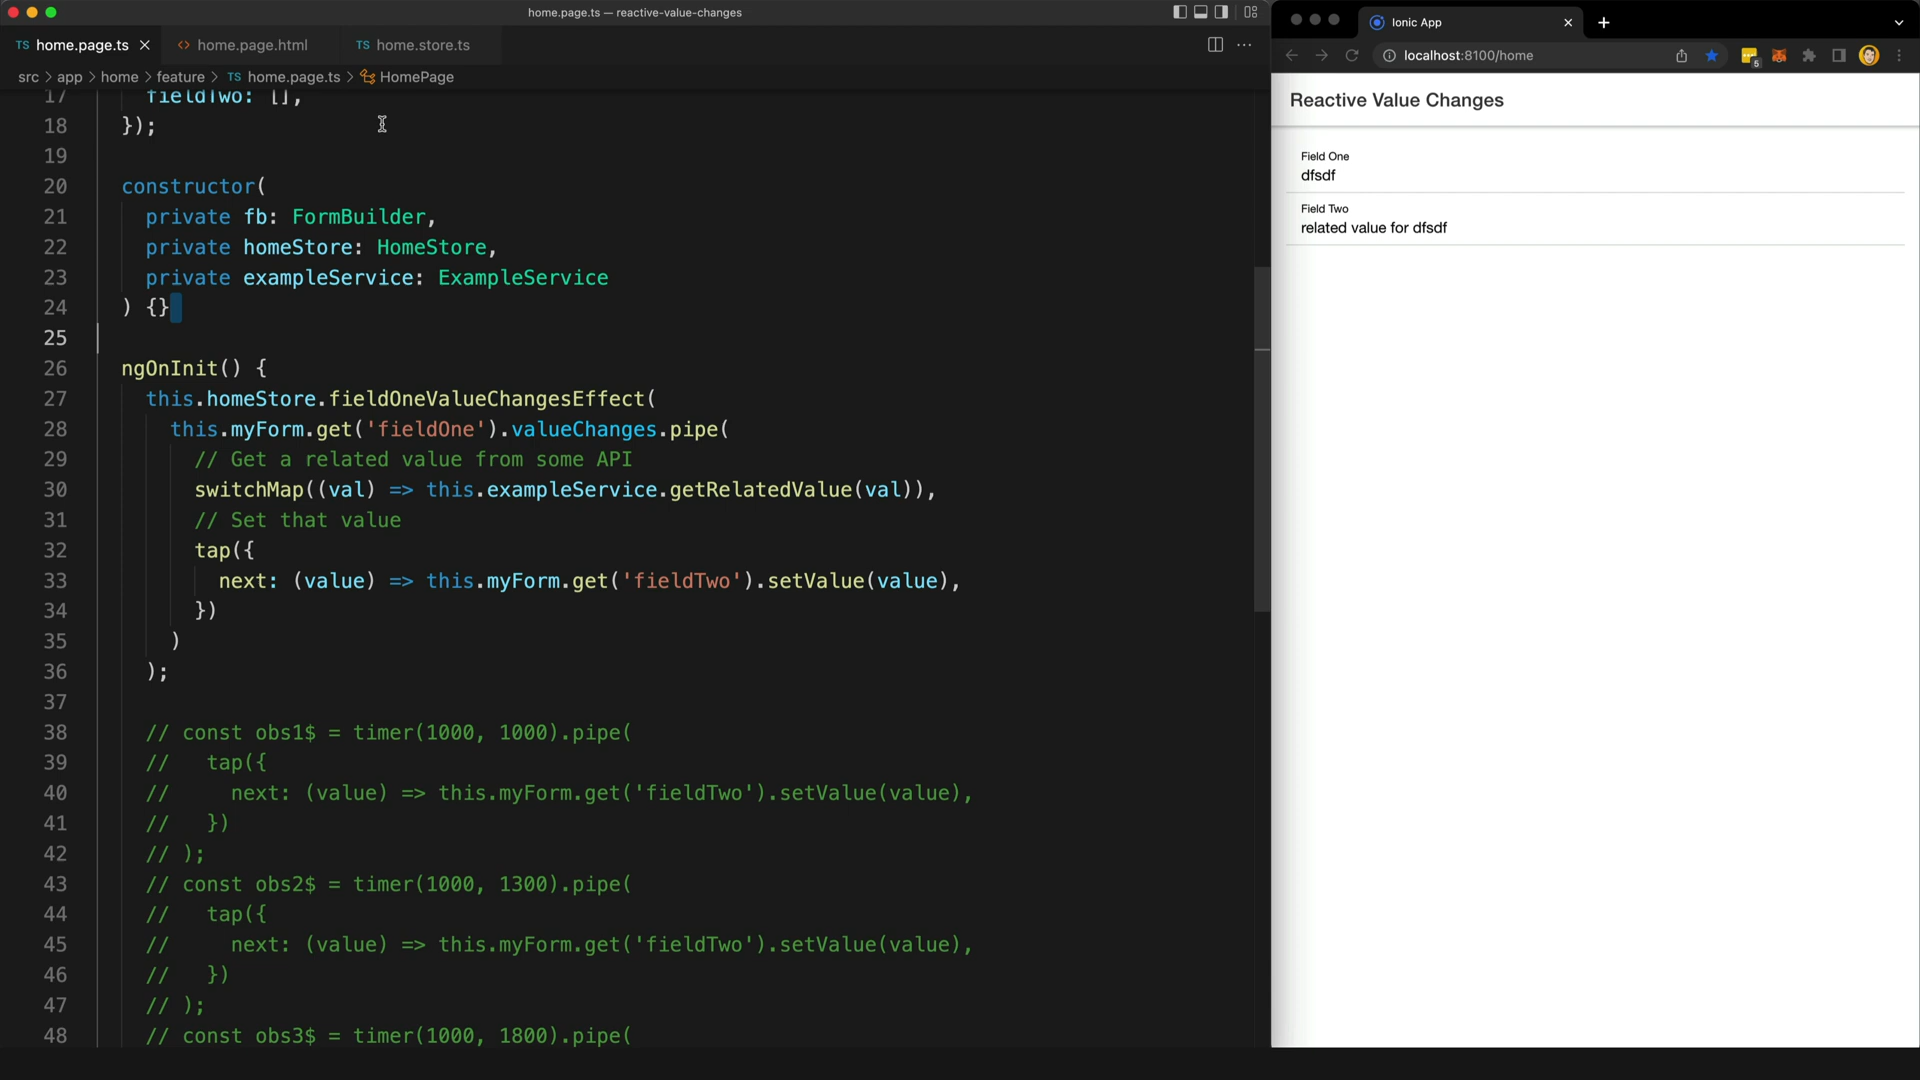 home.page.ts — reactive-value-changes
TS home.page.ts
<> home.page.html
TS home.store.ts
src > app > home > feature > TS home.page.ts > HomePage
17 fieldTwo: [],
18 });
19
20 constructor(
21 private fb: FormBuilder,
22 private homeStore: HomeStore,
23 private exampleService: ExampleService
24 ) {}
25
26 ngOnInit() {
27 this.homeStore.fieldOneValueChangesEffect(
28 this.myForm.get('fieldOne').valueChanges.pipe(
29 // Get a related value from some API
30 switchMap((val) => this.exampleService.getRelatedValue(val)),
31 // Set that value
32 tap({
33 next: (value) => this.myForm.get('fieldTwo').setValue(value),
34 })
35 )
36 );
37
38 // const obs1$ = timer(1000, 1000).pipe(
39 // tap({
40 // next: (value) => this.myForm.get('fieldTwo').setValue(value),
41 // })
42 // );
43 // const obs2$ = timer(1000, 1300).pipe(
44 // tap({
45 // next: (value) => this.myForm.get('fieldTwo').setValue(value),
46 // })
47 // );
48 // const obs3$ = timer(1000, 1800).pipe(
Ionic App
localhost:8100/home
5
Reactive Value Changes
Field One
dfsdf
Field Two
related value for dfsdf